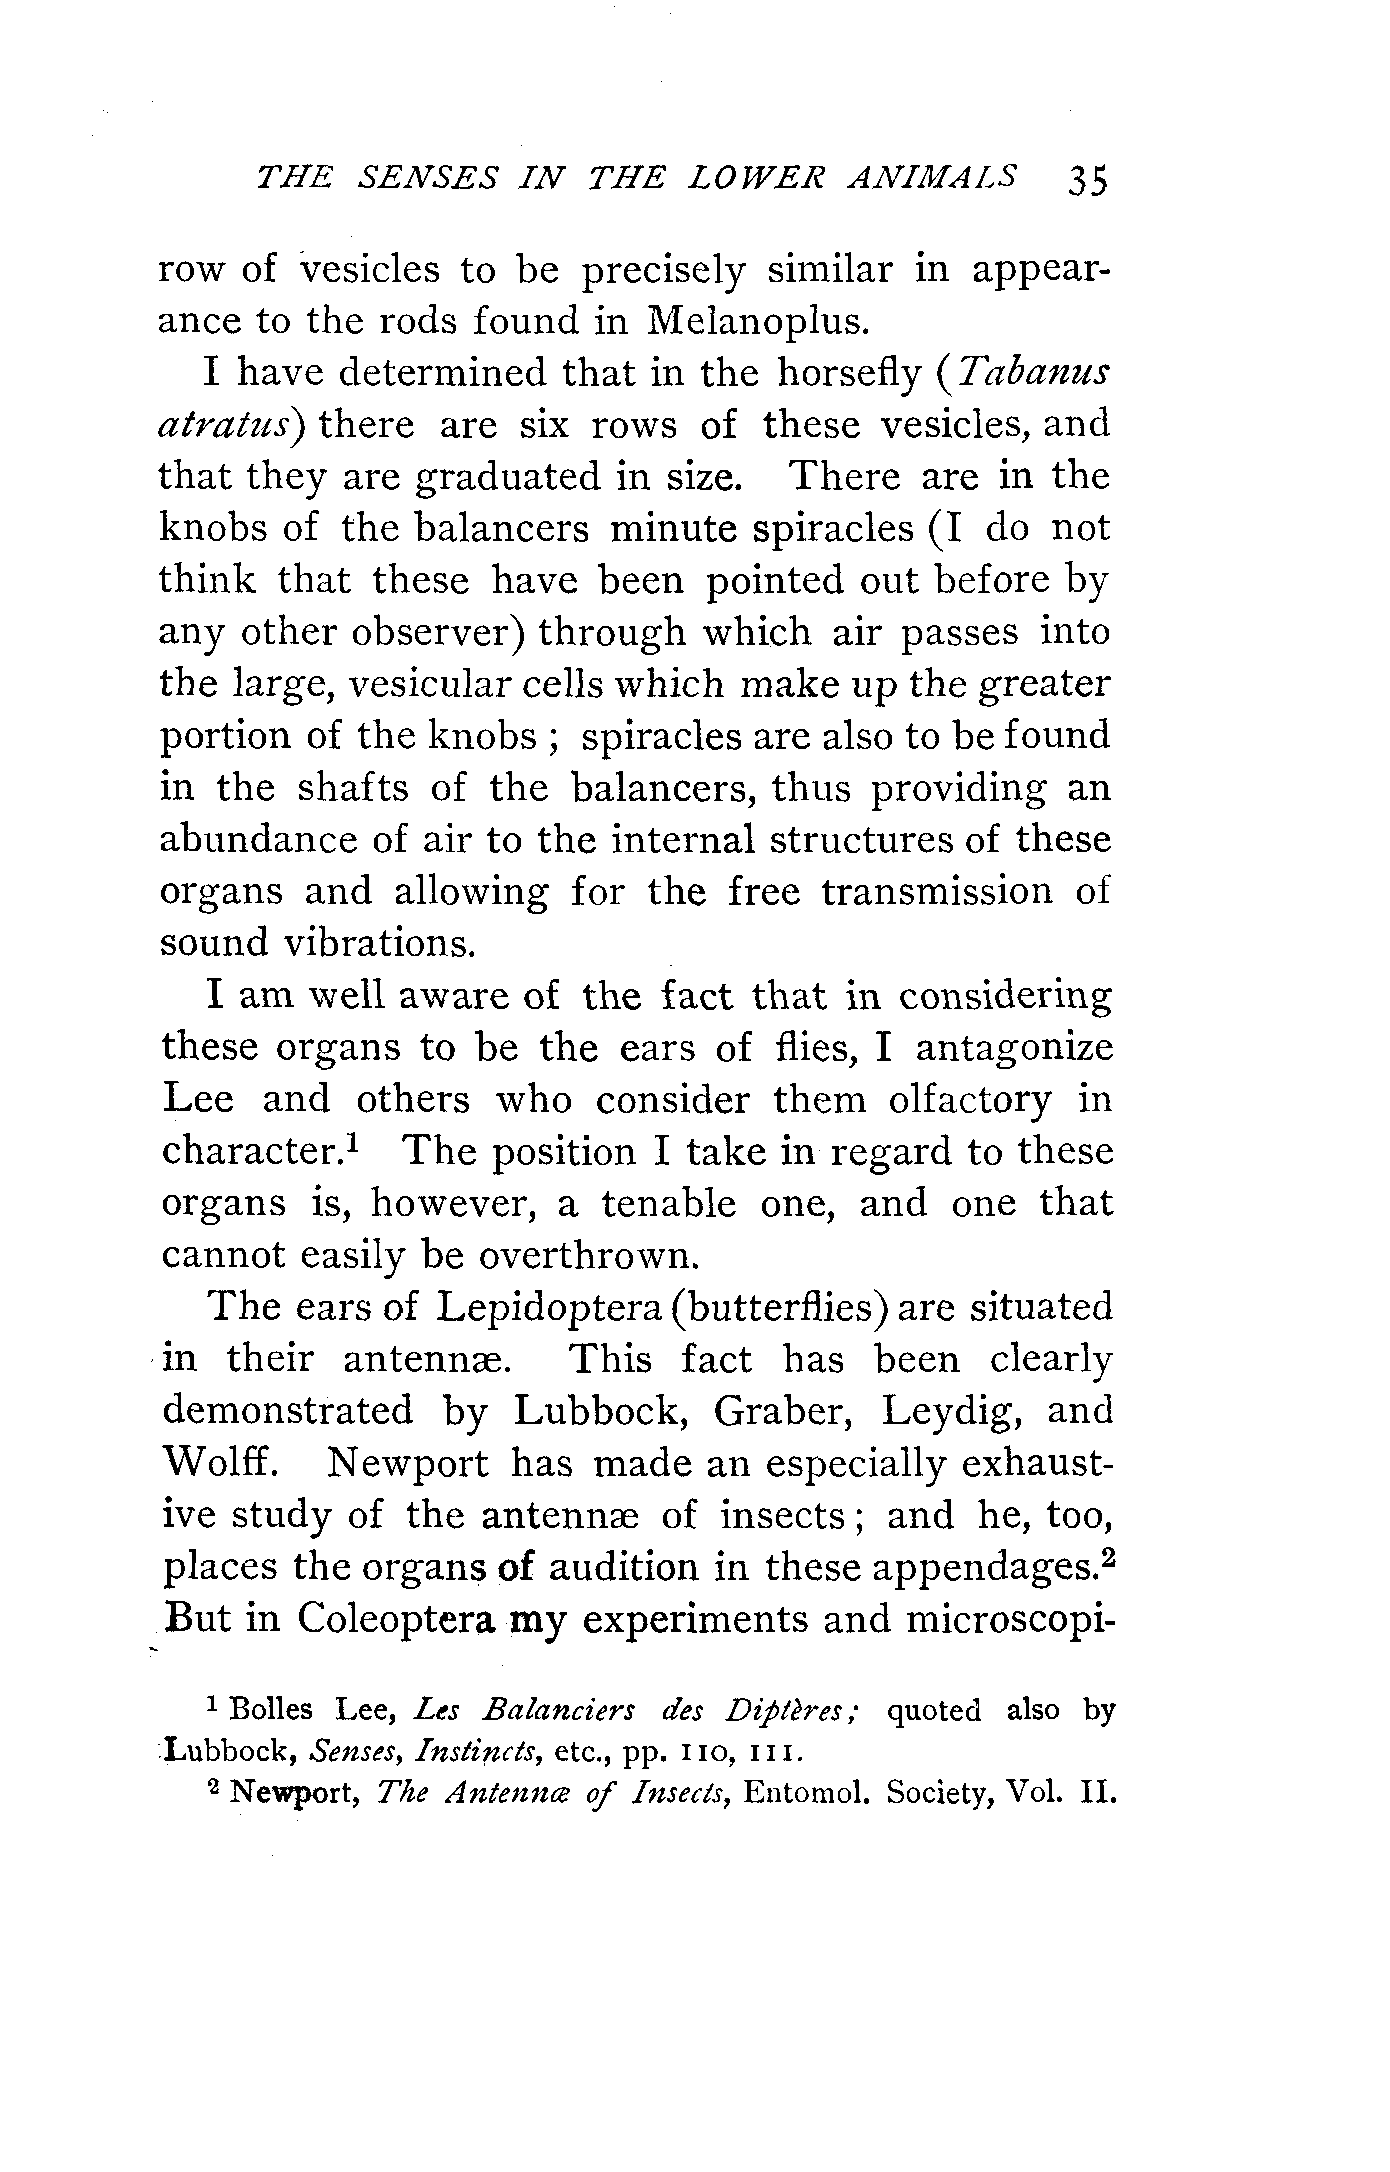 THE SENSES IN THE LOWER ANIMALS 35
row of vesicles to be precisely similar in appear-
ance to the rods found in Melanoplus.
I have determined that in the horsefly (Tabanus
atratus) there are six rows of these vesicles, and
that they are graduated in size. There are in the
knobs of the balancers minute spiracles (I do not
think that these have been pointed out before by
any other observer) through which air passes into
the large, vesicular cells which make up the greater
portion of the knobs ; spiracles are also to be found
in the shafts of the balancers, thus providing an
abundance of air to the internal structures of these
organs and allowing for the free transmission of
sound vibrations.
I am well aware of the fact that in considering
these organs to be the ears of flies, I antagonize
Lee and others who consider them olfactory in
character.¹ The position I take in regard to these
organs is, however, a tenable one, and one that
cannot easily be overthrown.
The ears of Lepidoptera (butterflies) are situated
in their antennæ. This fact has been clearly
demonstrated by Lubbock, Graber, Leydig, and
Wolff. Newport has made an especially exhaust-
ive study of the antennæ of insects ; and he, too,
places the organs of audition in these appendages.²
But in Coleoptera my experiments and microscopi-
¹ Bolles Lee, Les Balanciers des Diptères; quoted also by
Lubbock, Senses, Instincts, etc., pp. 110, 111.
² Newport, The Antennæ of Insects, Entomol. Society, Vol. II.